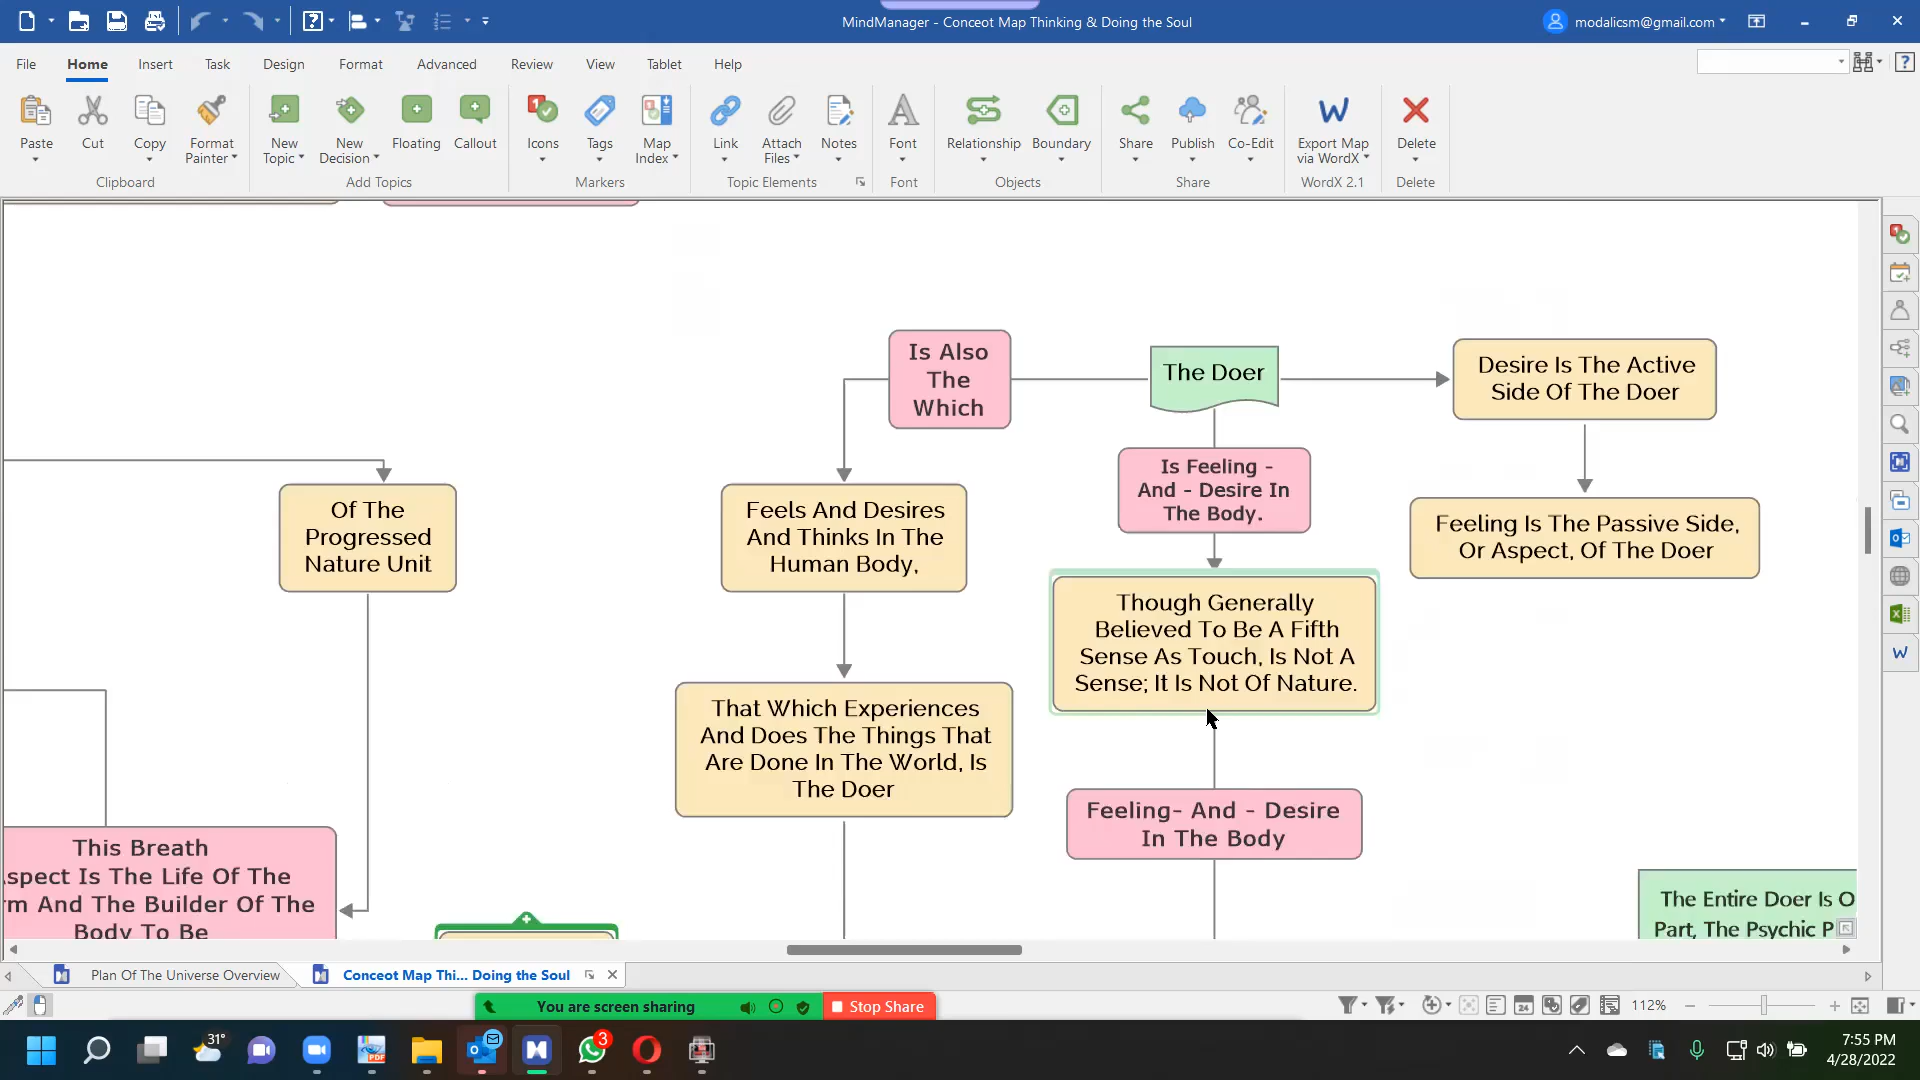 MindManager - Conceot Map Thinking & Doing the Soul
modalicsm@gmail.com
File Home Insert Task Design Format Advanced Review View Tablet Help
Paste
Cut
Copy
Format
Painter
Clipboard
New
Topic
New
Decision
Floating
Callout
Add Topics
Icons
Tags
Map
Index
Markers
Link
Attach
Files
Notes
Topic Elements
Font
Font
Relationship
Boundary
Objects
Share
Publish
Co-Edit
Share
Export Map
via WordX
WordX 2.1
Delete
Delete
Is Also
The
Which
The Doer
Desire Is The Active
Side Of The Doer
Is Feeling -
And - Desire In
The Body.
Of The
Progressed
Nature Unit
Feels And Desires
And Thinks In The
Human Body,
Feeling Is The Passive Side,
Or Aspect, Of The Doer
Though Generally
Believed To Be A Fifth
Sense As Touch, Is Not A
Sense; It Is Not Of Nature.
That Which Experiences
And Does The Things That
Are Done In The World, Is
The Doer
Feeling- And - Desire
In The Body
This Breath
spect Is The Life Of The
rm And The Builder Of The
Body To Be
The Entire Doer Is O
Part, The Psychic P
Plan Of The Universe Overview
Conceot Map Thi... Doing the Soul
You are screen sharing
Stop Share
112%
31°
3
7:55 PM
4/28/2022